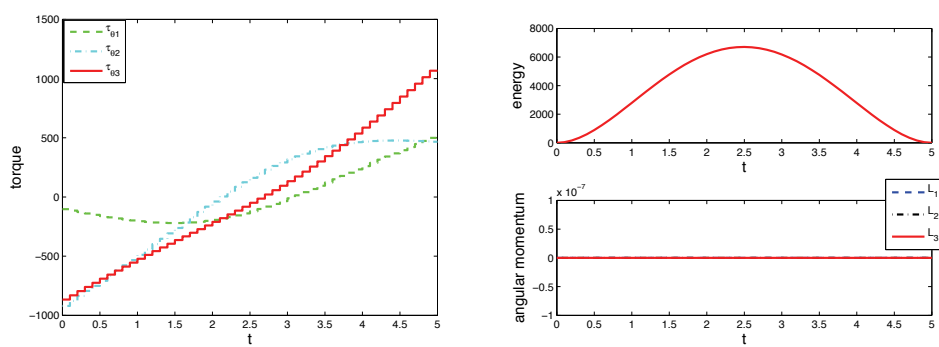 1500
1000
500
0
−500
−1000
torque
0 0.5 1 1.5 2 2.5 3 3.5 4 4.5 5
t
τθ1
τθ2
τθ3
8000
6000
4000
2000
0
energy
0 0.5 1 1.5 2 2.5 3 3.5 4 4.5 5
t
x 10−7
1
0.5
0
−0.5
−1
angular momentum
0 0.5 1 1.5 2 2.5 3 3.5 4 4.5 5
t
L1
L2
L3